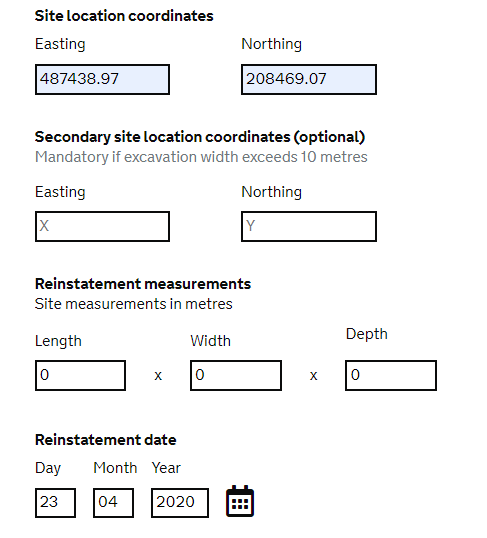 Site location coordinates
Easting Northing
487438.97 208469.07
Secondary site location coordinates (optional)
Mandatory if excavation width exceeds 10 metres
Easting Northing
X Y
Reinstatement measurements
Site measurements in metres
Length Width Depth
0 x 0 x 0
Reinstatement date
Day Month Year
23 04 2020